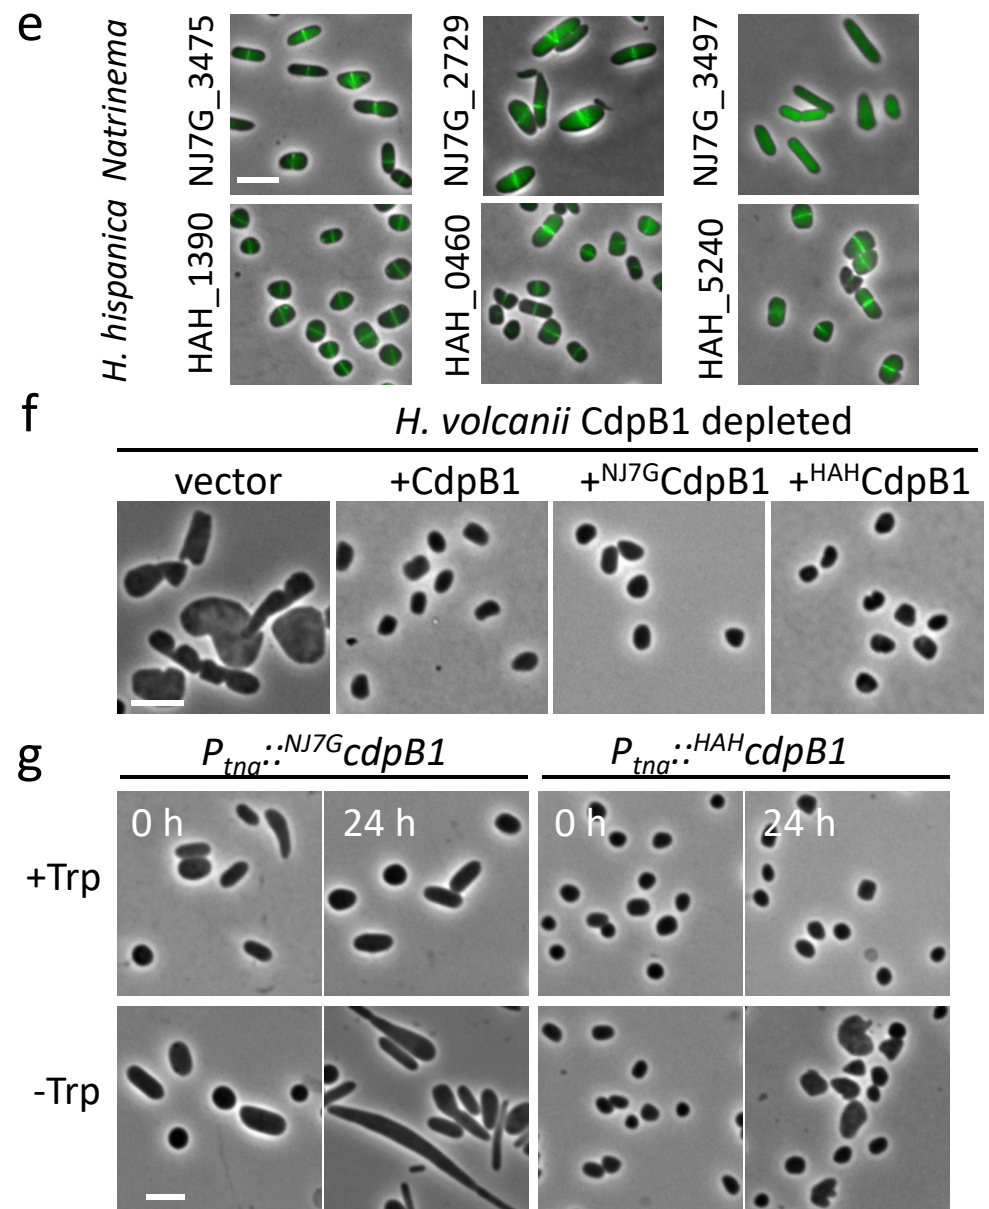 e
Natrinema
NJ7G_3475
NJ7G_2729
NJ7G_3497
H. hispanica
HAH_1390
HAH_0460
HAH_5240
f
H. volcanii CdpB1 depleted
vector
+CdpB1
+NJ7GCdpB1
+HAHCdpB1
g
Ptna::NJ7GcdpB1
Ptna::HAHcdpB1
0 h
24 h
0 h
24 h
+Trp
-Trp